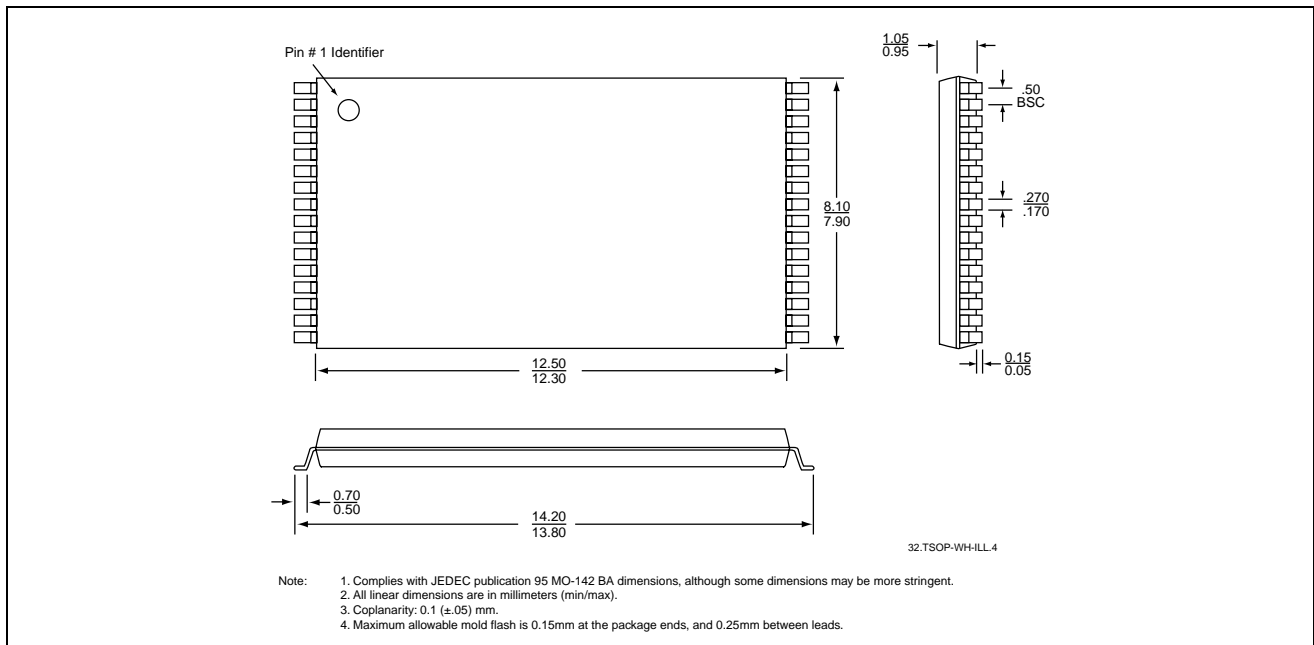 Pin # 1 Identifier
1.05
0.95
.50
BSC
8.10
7.90
.270
.170
12.50
12.30
0.15
0.05
0.70
0.50
14.20
13.80
32.TSOP-WH-ILL.4
Note: 1. Complies with JEDEC publication 95 MO-142 BA dimensions, although some dimensions may be more stringent.
2. All linear dimensions are in millimeters (min/max).
3. Coplanarity: 0.1 (±.05) mm.
4. Maximum allowable mold flash is 0.15mm at the package ends, and 0.25mm between leads.